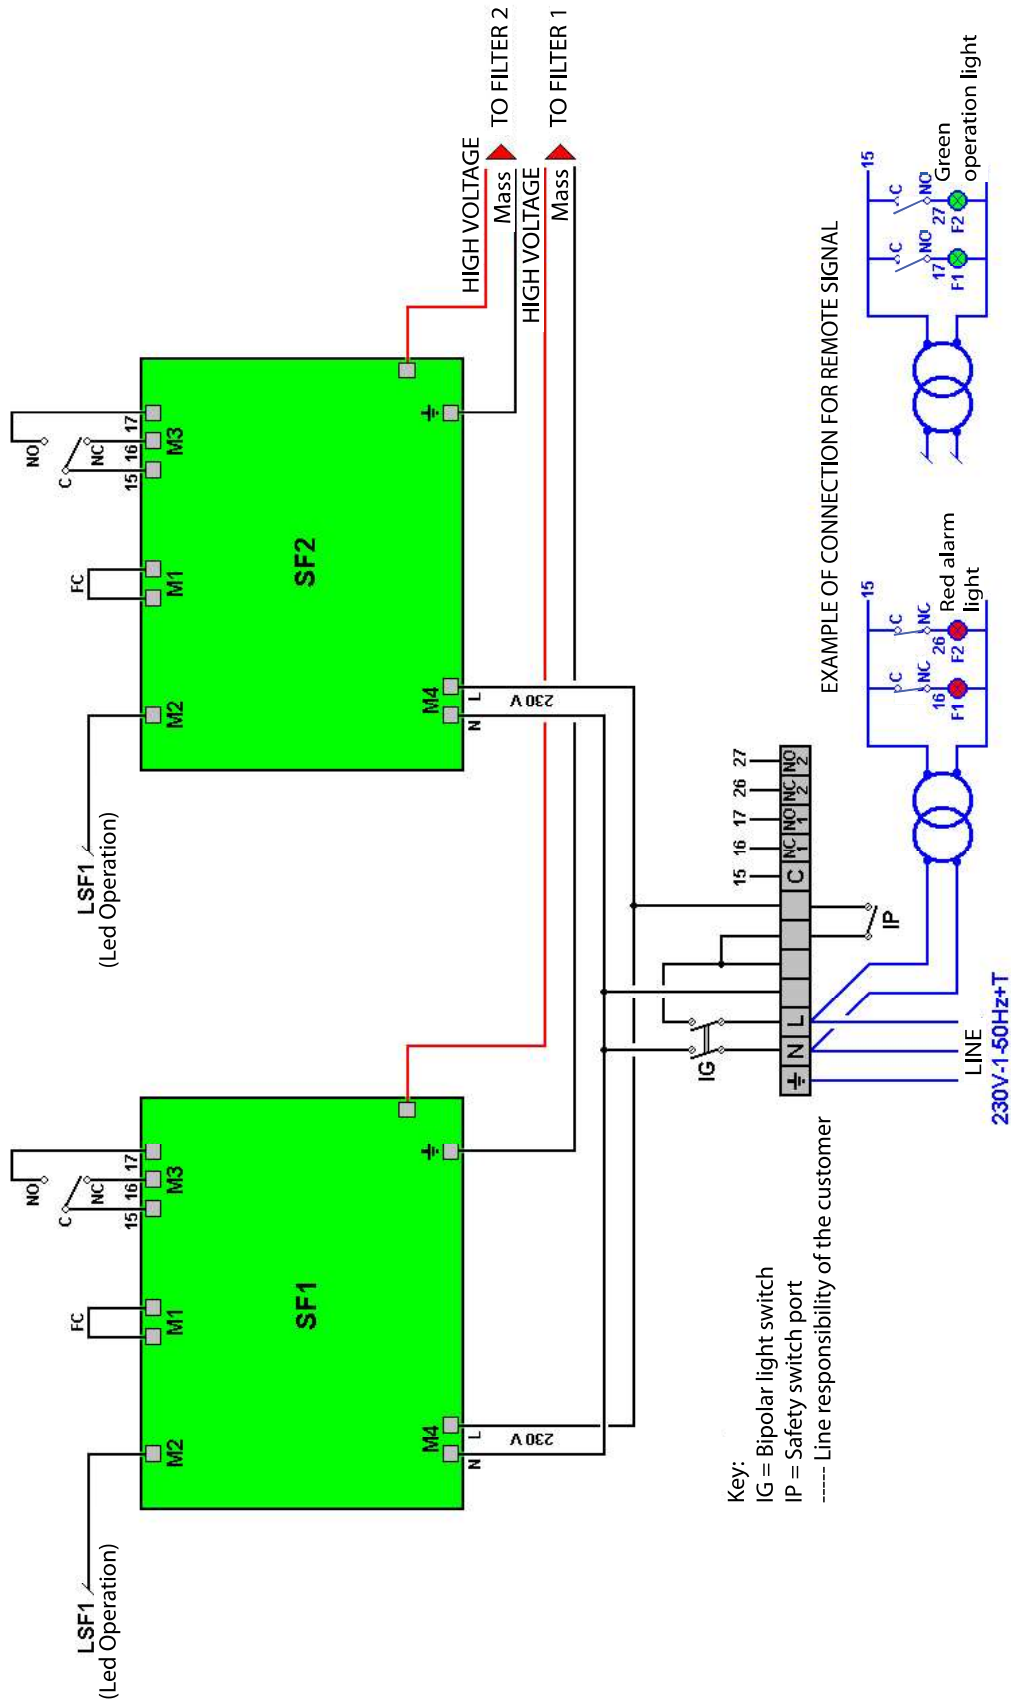 LSF1
(Led Operation)
M2
FC
M1
NO
C
NC
15
16
17
M3
SF1
M4
N
L
230 V
LSF1
(Led Operation)
M2
FC
M1
NO
C
NC
15
16
17
M3
SF2
M4
N
L
230 V
HIGH VOLTAGE
TO FILTER 2
Mass
HIGH VOLTAGE
TO FILTER 1
Mass
Key:
IG = Bipolar light switch
IP = Safety switch port
----- Line responsibility of the customer
IG
15
16
17
26
27
N
L
C
NC
1
NO
1
NC
2
NO
2
IP
LINE
230V-1-50Hz+T
EXAMPLE OF CONNECTION FOR REMOTE SIGNAL
15
C
C
NC
NC
16
26
F1
F2
Red alarm
light
15
C
C
NO
NO
17
27
F1
F2
Green
operation light